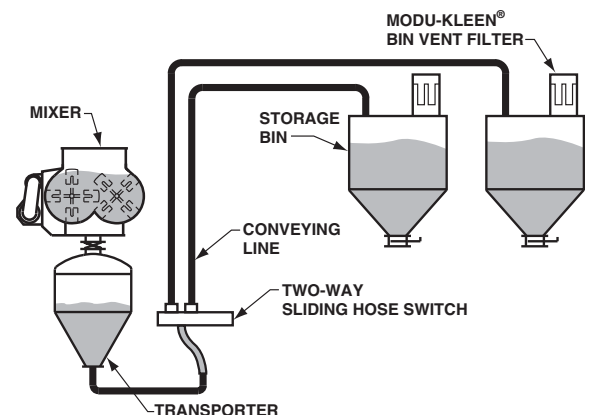 MODU-KLEEN®
BIN VENT FILTER
MIXER
STORAGE
BIN
CONVEYING
LINE
TWO-WAY
SLIDING HOSE SWITCH
TRANSPORTER